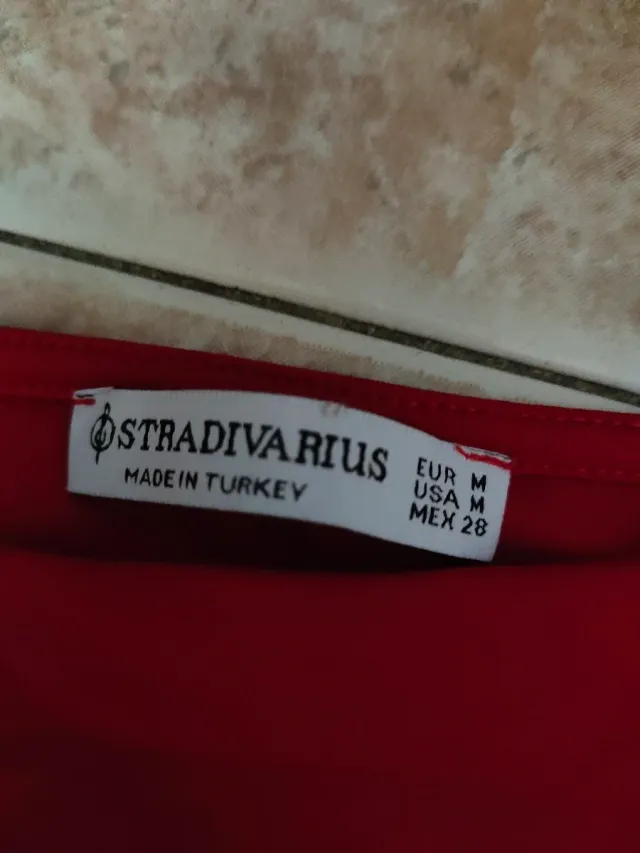 STRADIVARIUS
MADE IN TURKEY
EUR M
USA M
MEX 28